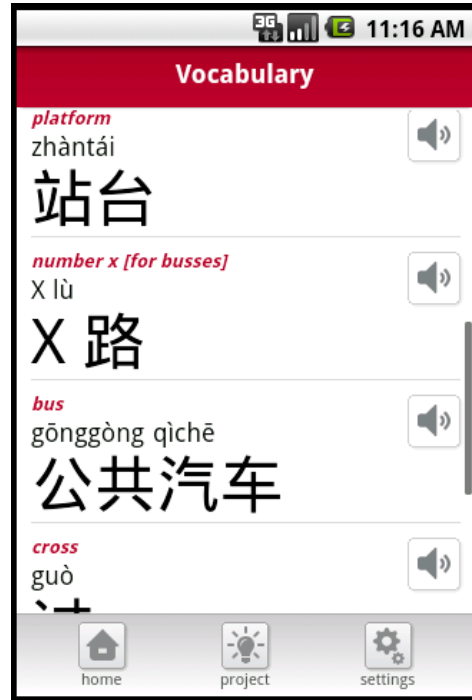 3G 11:16 AM
Vocabulary
platform
zhàntái
站台
number x [for busses]
X lù
X 路
bus
gōnggòng qìchē
公共汽车
cross
guò
home project settings